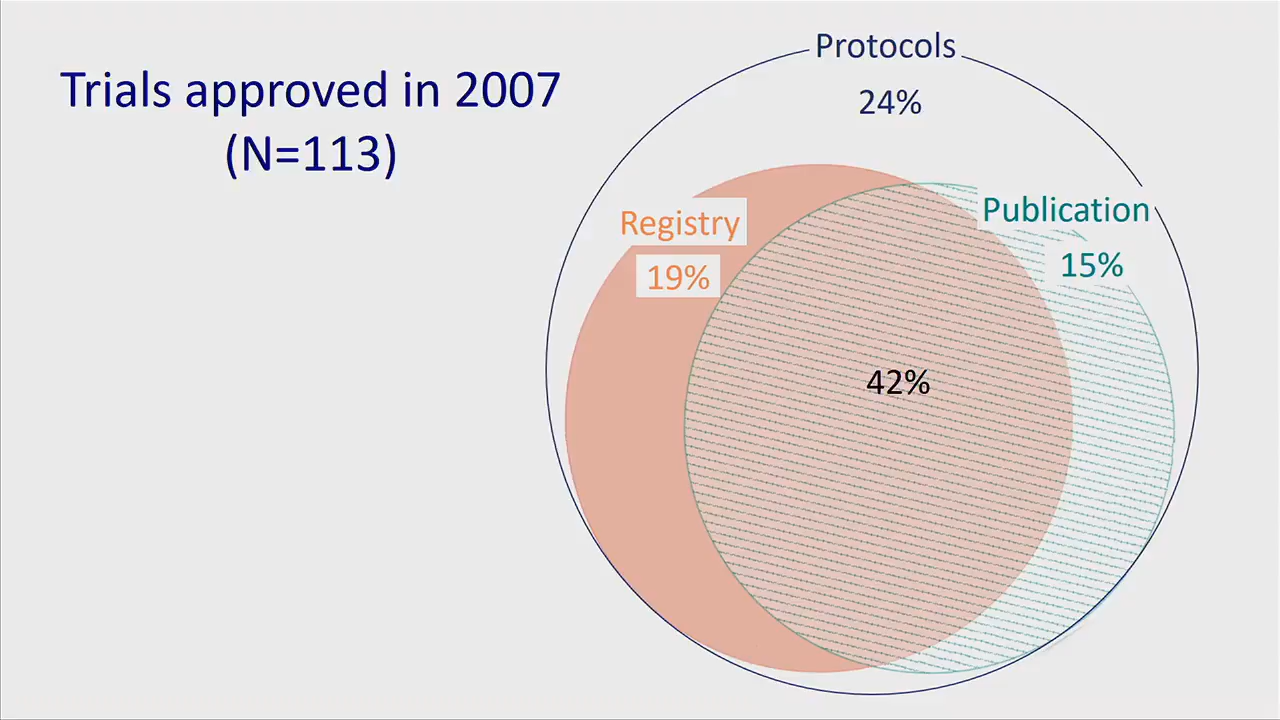 Trials approved in 2007
(N=113)
Protocols
24%
Registry
19%
Publication
15%
42%